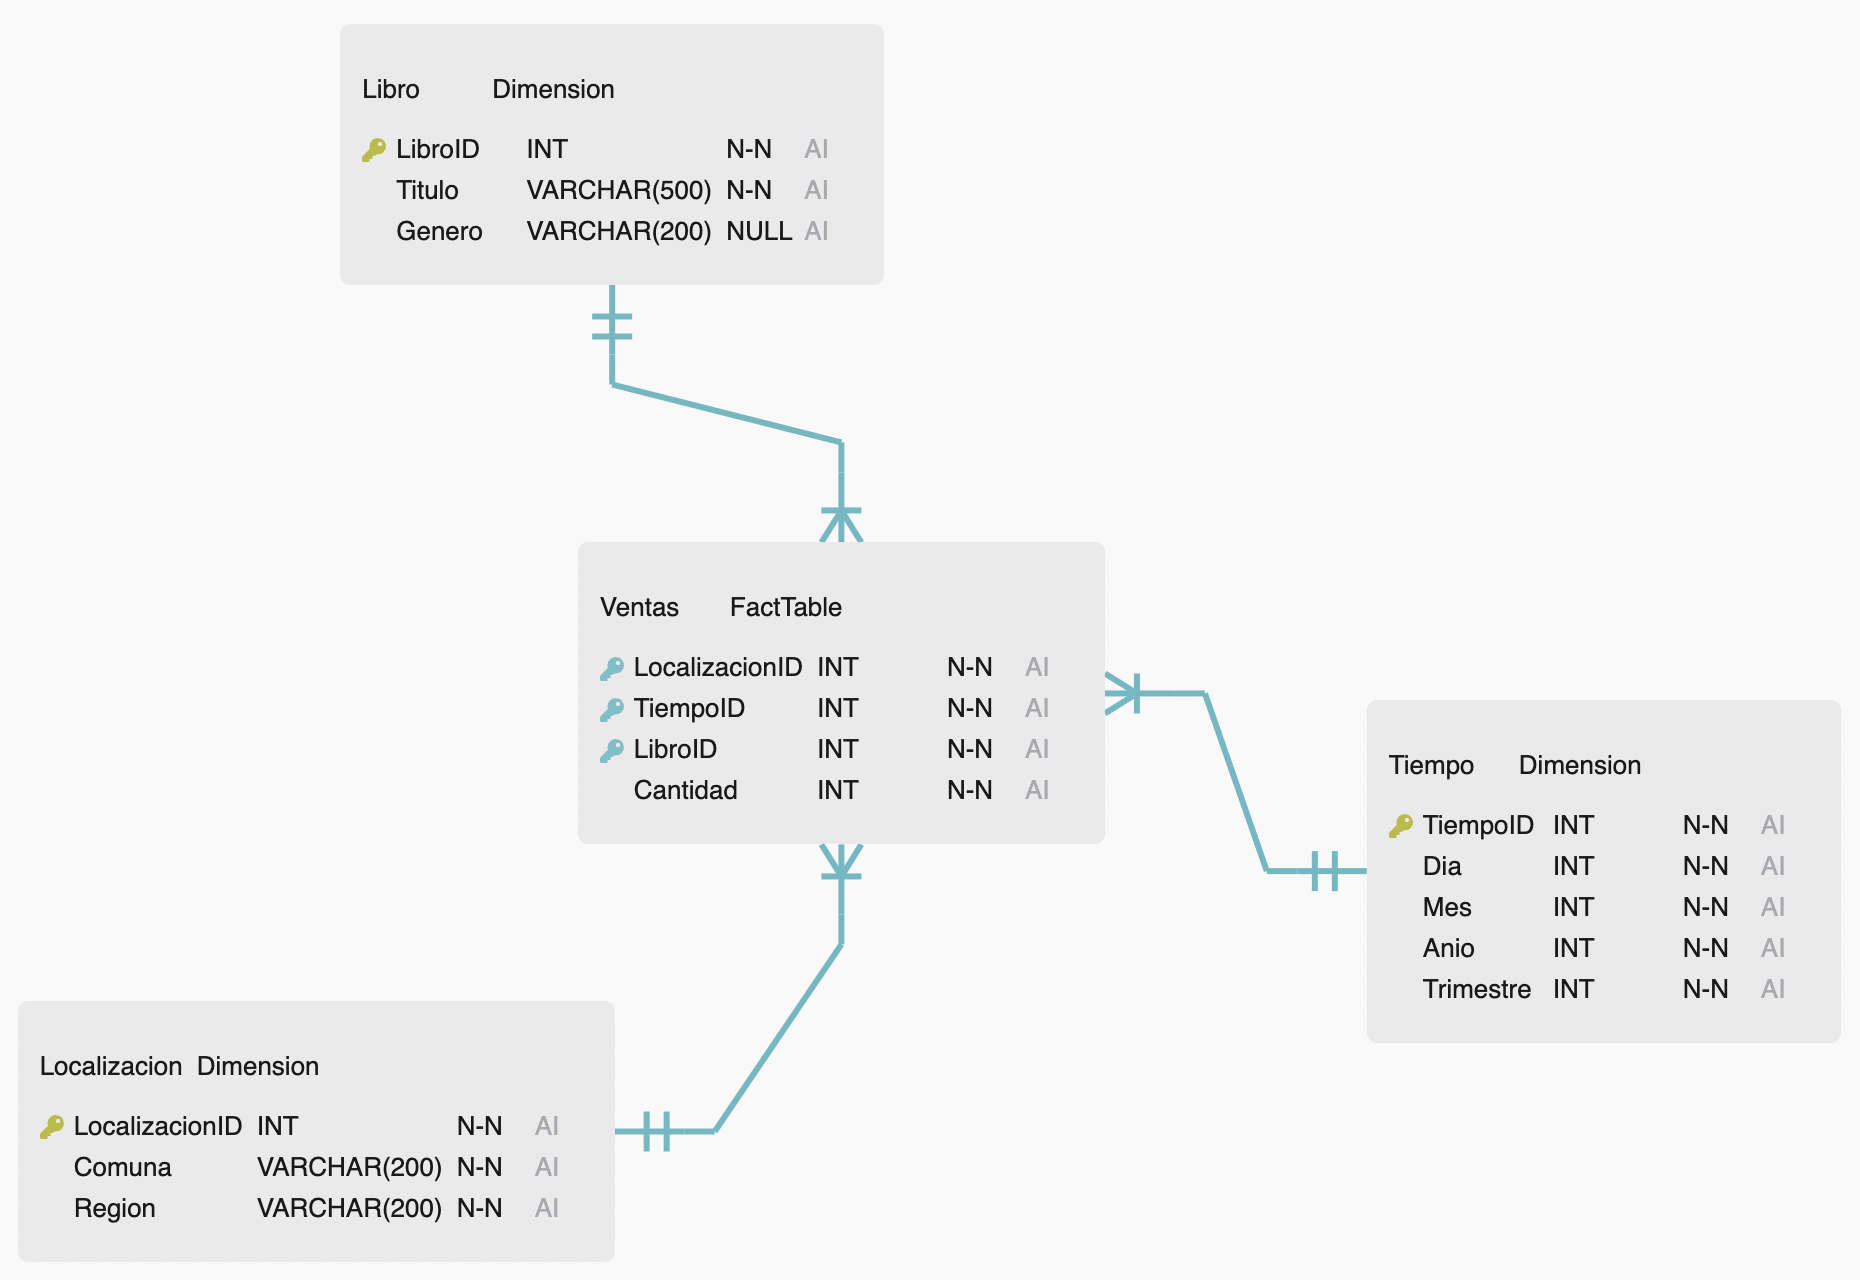 Libro Dimension
LibroID INT N-N AI
Titulo VARCHAR(500) N-N AI
Genero VARCHAR(200) NULL AI
Ventas FactTable
LocalizacionID INT N-N AI
TiempoID INT N-N AI
LibroID INT N-N AI
Cantidad INT N-N AI
Tiempo Dimension
TiempoID INT N-N AI
Dia INT N-N AI
Mes INT N-N AI
Anio INT N-N AI
Trimestre INT N-N AI
Localizacion Dimension
LocalizacionID INT N-N AI
Comuna VARCHAR(200) N-N AI
Region VARCHAR(200) N-N AI